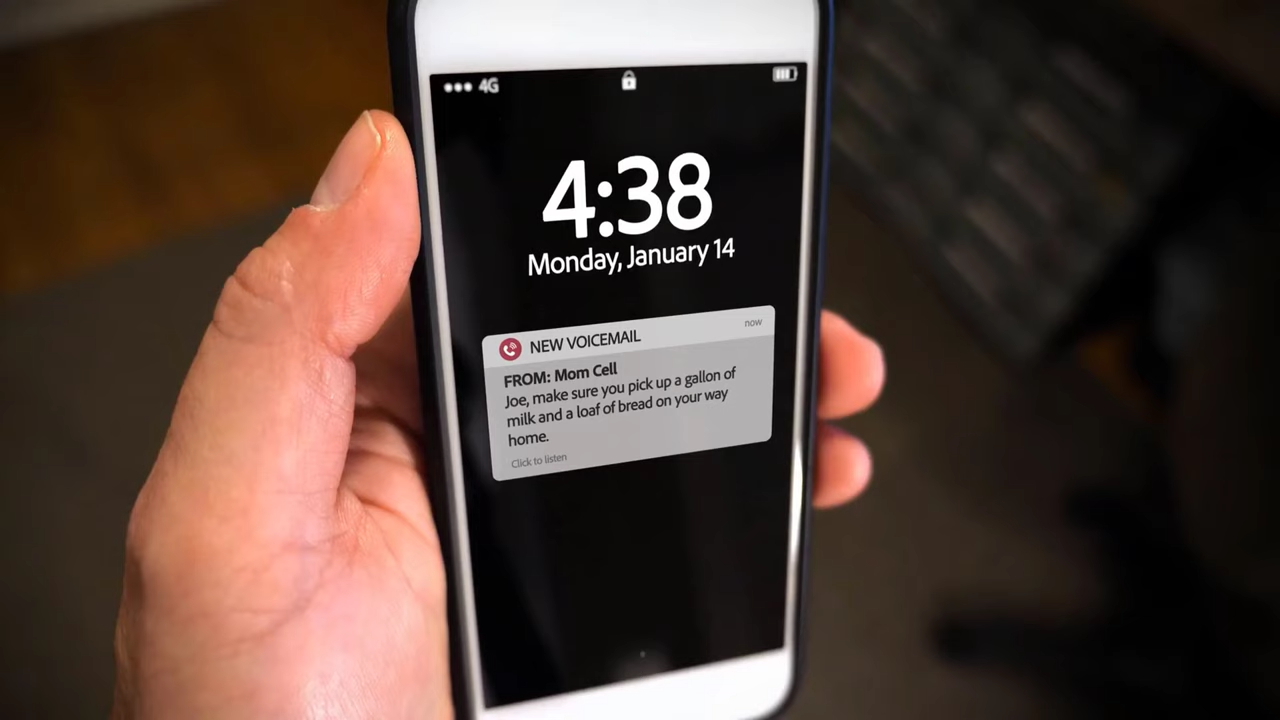 4G
4:38
Monday, January 14
NEW VOICEMAIL
now
FROM: Mom Cell
Joe, make sure you pick up a gallon of
milk and a loaf of bread on your way
home.
Click to listen